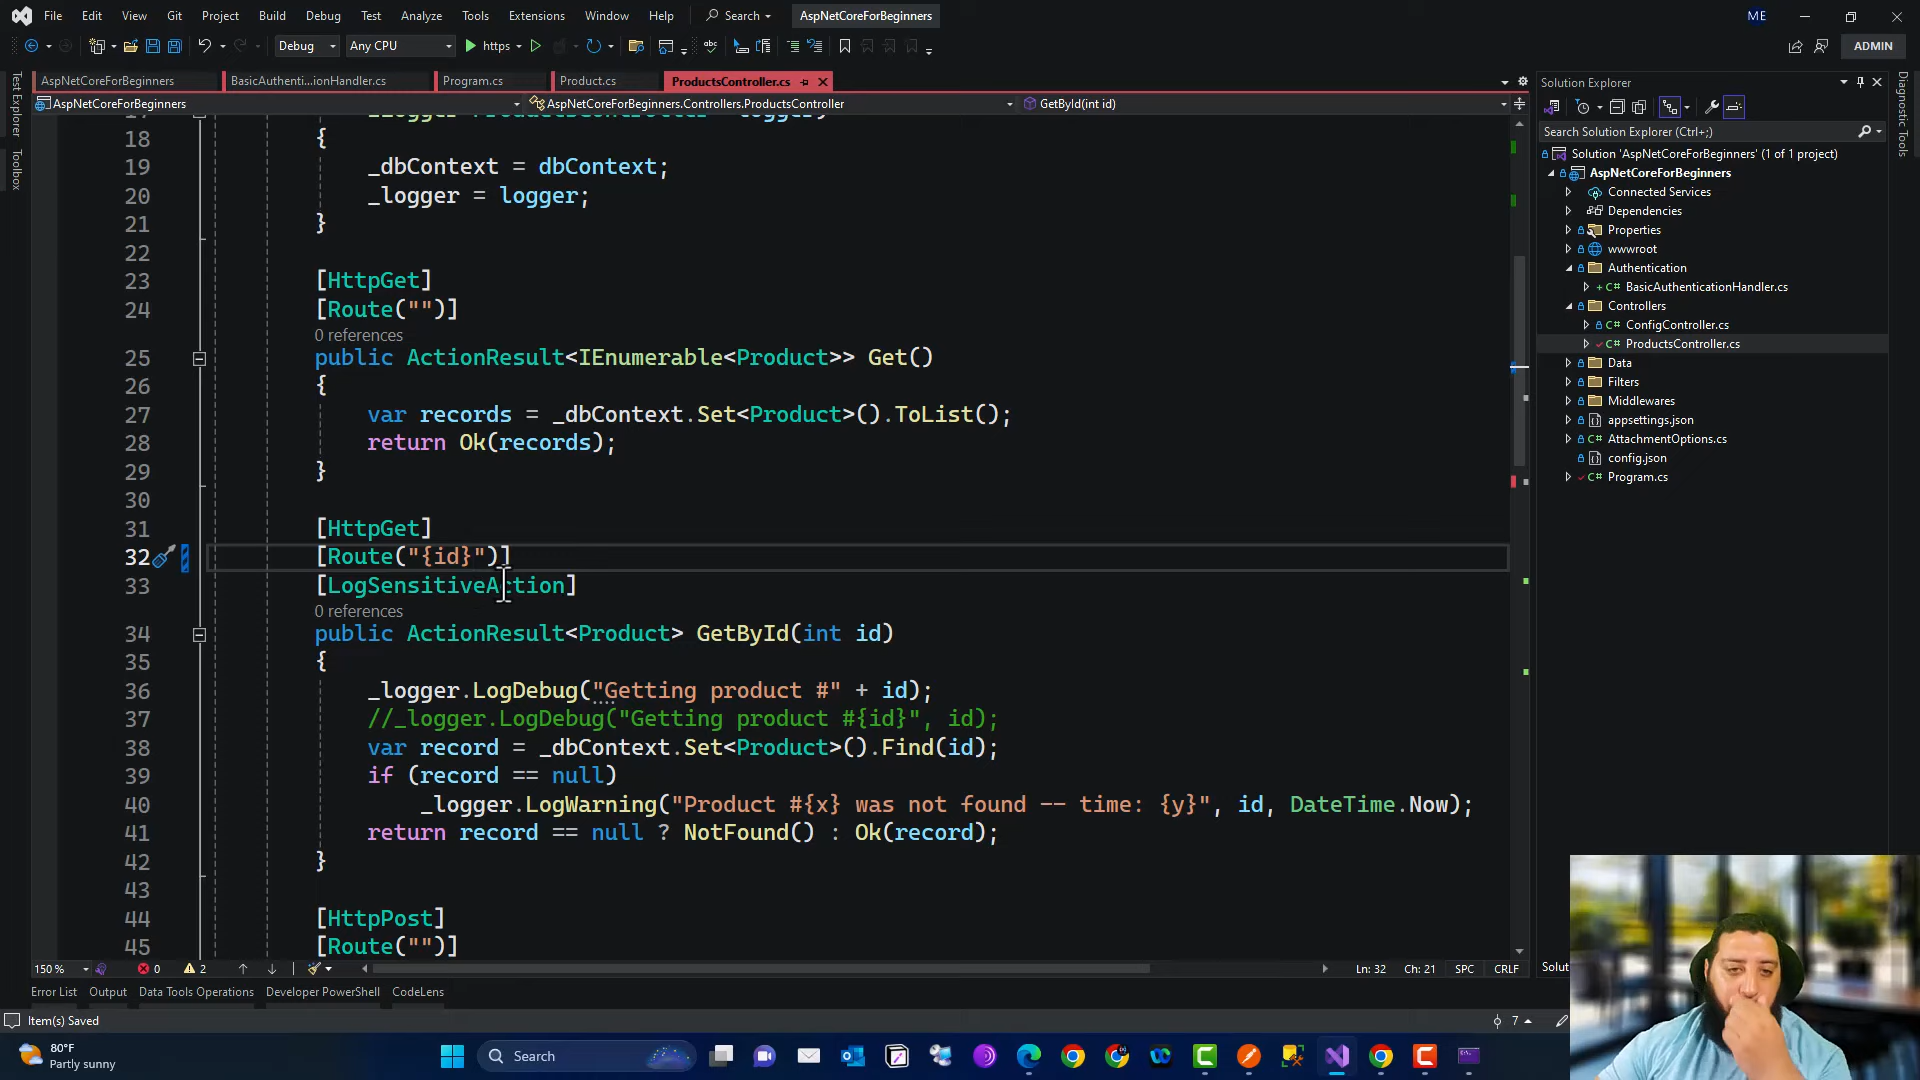 File Edit View Git Project Build Debug Test Analyze Tools Extensions Window Help Search AspNetCoreForBeginners ME
Debug Any CPU https ADMIN
AspNetCoreForBeginners BasicAuthenti...ionHandler.cs Program.cs Product.cs ProductsController.cs
AspNetCoreForBeginners AspNetCoreForBeginners.Controllers.ProductsController GetById(int id)
Test Explorer
Toolbox
18 {
19 _dbContext = dbContext;
20 _logger = logger;
21 }
22
23 [HttpGet]
24 [Route("")]
0 references
25 public ActionResult<IEnumerable<Product>> Get()
26 {
27 var records = _dbContext.Set<Product>().ToList();
28 return Ok(records);
29 }
30
31 [HttpGet]
32 [Route("{id}")]
33 [LogSensitiveAction]
0 references
34 public ActionResult<Product> GetById(int id)
35 {
36 _logger.LogDebug("Getting product #" + id);
37 //_logger.LogDebug("Getting product #{id}", id);
38 var record = _dbContext.Set<Product>().Find(id);
39 if (record == null)
40 _logger.LogWarning("Product #{x} was not found -- time: {y}", id, DateTime.Now);
41 return record == null ? NotFound() : Ok(record);
42 }
43
44 [HttpPost]
45 [Route("")]
150 % 0 2 Ln: 32 Ch: 21 SPC CRLF
Error List Output Data Tools Operations Developer PowerShell CodeLens
Item(s) Saved 7
Solution Explorer
Search Solution Explorer (Ctrl+;)
Solution 'AspNetCoreForBeginners' (1 of 1 project)
AspNetCoreForBeginners
Connected Services
Dependencies
Properties
wwwroot
Authentication
BasicAuthenticationHandler.cs
Controllers
ConfigController.cs
ProductsController.cs
Data
Filters
Middlewares
appsettings.json
AttachmentOptions.cs
config.json
Program.cs
Diagnostic Tools
80°F
Partly sunny
Search